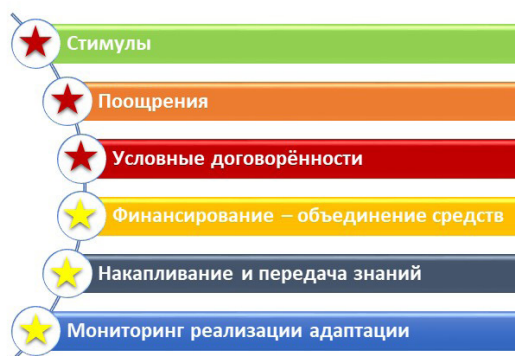 Стимулы
Поощрения
Условные договорённости
Финансирование – объединение средств
Накапливание и передача знаний
Мониторинг реализации адаптации